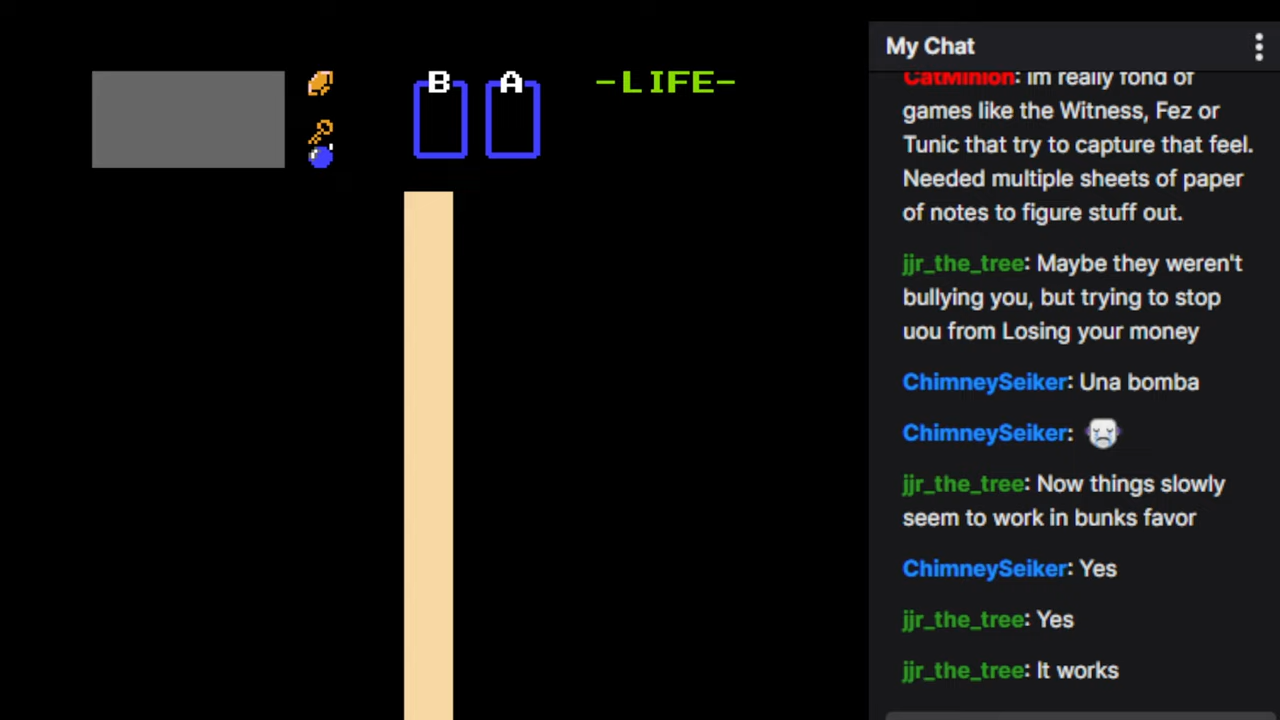 B A -LIFE-
My Chat
CatMinion: im really fond of
games like the Witness, Fez or
Tunic that try to capture that feel.
Needed multiple sheets of paper
of notes to figure stuff out.
jjr_the_tree: Maybe they weren't
bullying you, but trying to stop
uou from Losing your money
ChimneySeiker: Una bomba
ChimneySeiker:
jjr_the_tree: Now things slowly
seem to work in bunks favor
ChimneySeiker: Yes
jjr_the_tree: Yes
jjr_the_tree: It works